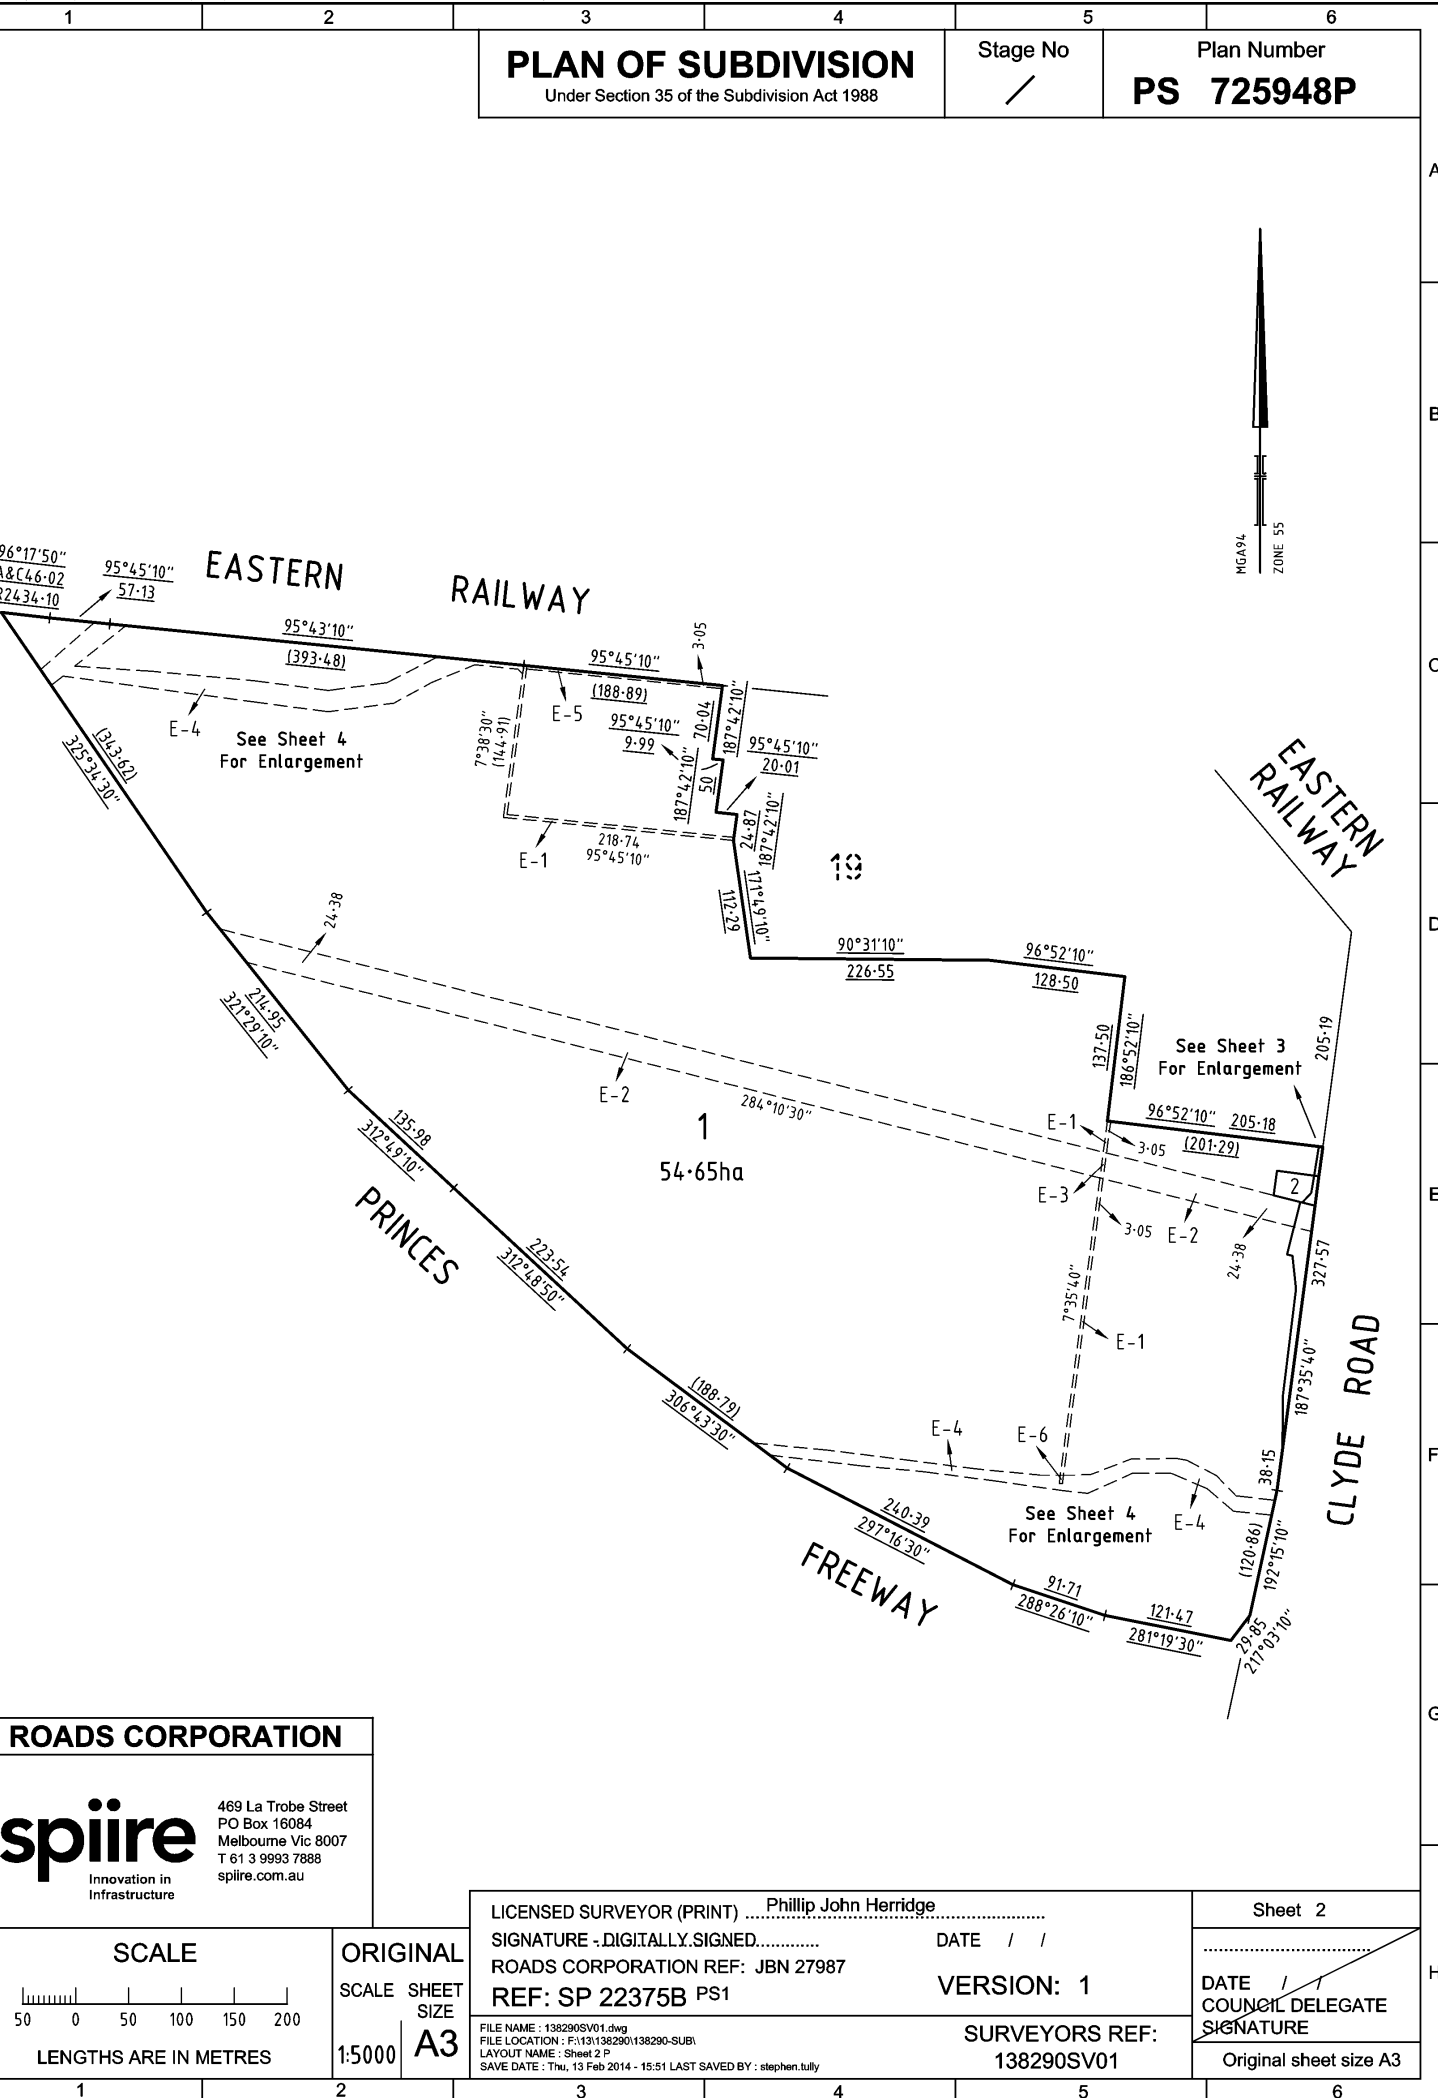 1 2 3 4 5 6
PLAN OF SUBDIVISION
Under Section 35 of the Subdivision Act 1988
Stage No
/
Plan Number
PS 725948P
A
B
C
D
E
F
G
H
MGA94
ZONE 55
96°17'50"
A&C46·02
R2434·10
95°45'10"
57·13
EASTERN RAILWAY
95°43'10"
(393·48)
95°45'10"
(188·89)
3·05
E-4
See Sheet 4
For Enlargement
E-5
7°38'30"
(144·91)
95°45'10"
9·99
70·04
187°42'10"
187°42'10"
50
95°45'10"
20·01
24·87
187°42'10"
E-1
218·74
95°45'10"
(343·62)
325°34'30"
19
EASTERN
RAILWAY
112·29
171°49'10"
24·38
90°31'10"
226·55
96°52'10"
128·50
214·95
321°29'10"
137·50
186°52'10"
See Sheet 3
For Enlargement
205·19
E-2
284°10'30"
1
54·65ha
96°52'10" 205·18
(201·29)
E-1
3·05
E-3
3·05
E-2
2
24·38
327·57
135·98
312°49'10"
PRINCES
223·54
312°48'50"
7°35'40"
E-1
187°35'40"
CLYDE ROAD
(188·79)
306°43'30"
E-4
E-6
38·15
See Sheet 4
For Enlargement
E-4
240·39
297°16'30"
(120·86)
192°15'10"
FREEWAY
91·71
288°26'10"
121·47
281°19'30"
29·85
217°03'10"
ROADS CORPORATION
spiire
Innovation in
Infrastructure
469 La Trobe Street
PO Box 16084
Melbourne Vic 8007
T 61 3 9993 7888
spiire.com.au
SCALE
50 0 50 100 150 200
LENGTHS ARE IN METRES
ORIGINAL
SCALE SHEET
SIZE
1:5000 A3
LICENSED SURVEYOR (PRINT) Phillip John Herridge
SIGNATURE - DIGITALLY SIGNED DATE / /
ROADS CORPORATION REF: JBN 27987
REF: SP 22375B PS1 VERSION: 1
FILE NAME : 138290SV01.dwg
FILE LOCATION : F:\13\138290\138290-SUB\
LAYOUT NAME : Sheet 2 P
SAVE DATE : Thu, 13 Feb 2014 - 15:51 LAST SAVED BY : stephen.tully
SURVEYORS REF:
138290SV01
Sheet 2
DATE / /
COUNCIL DELEGATE
SIGNATURE
Original sheet size A3
1 2 3 4 5 6